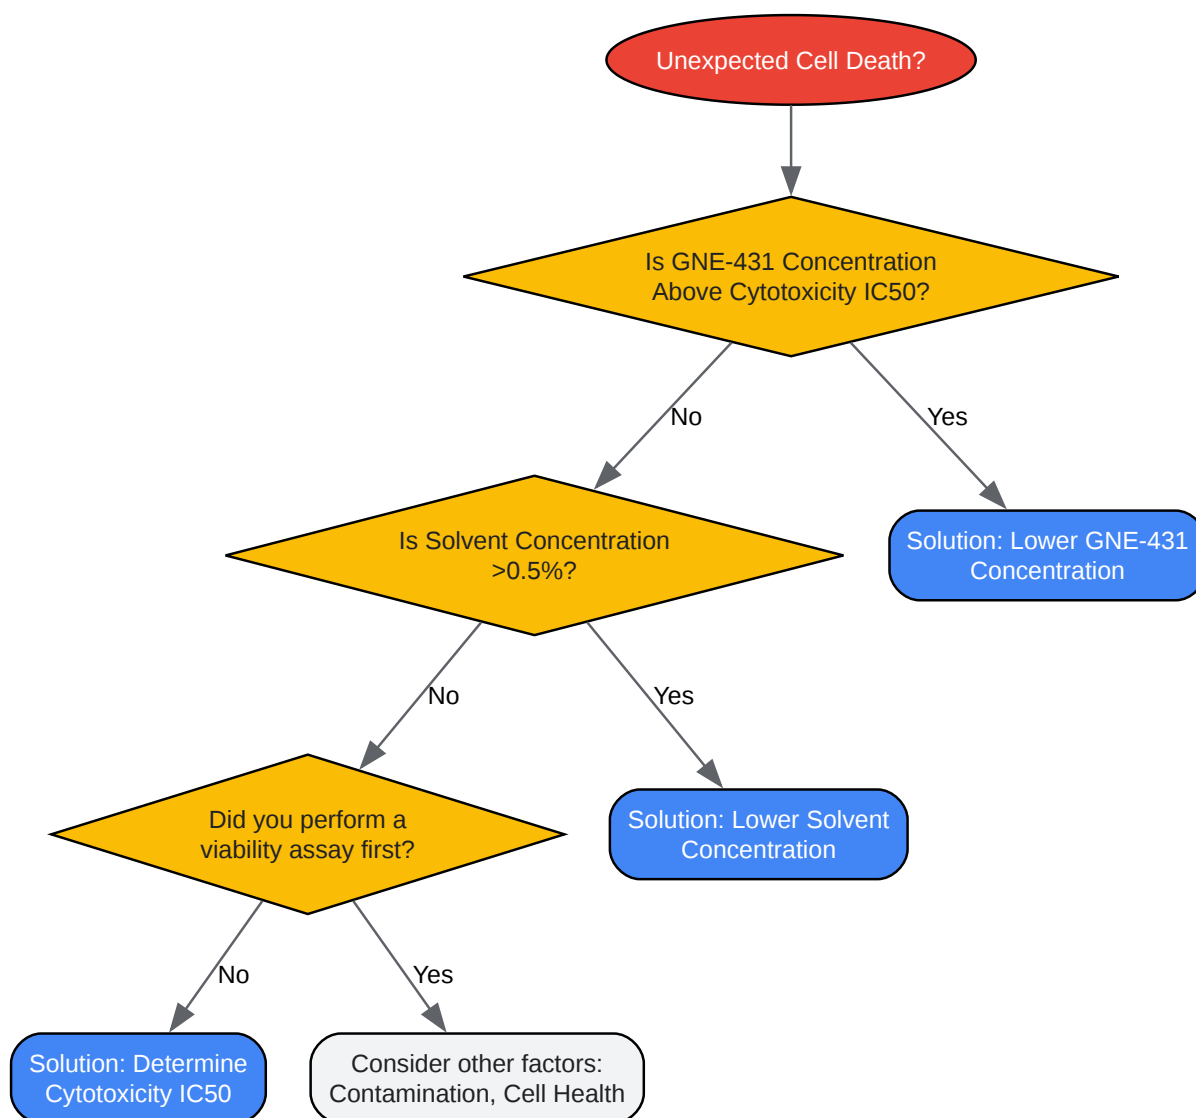 Unexpected Cell Death?
Is GNE-431 Concentration
Above Cytotoxicity IC50?
No
Yes
Is Solvent Concentration
>0.5%?
Solution: Lower GNE-431
Concentration
No
Yes
Did you perform a
viability assay first?
Solution: Lower Solvent
Concentration
No
Yes
Solution: Determine
Cytotoxicity IC50
Consider other factors:
Contamination, Cell Health